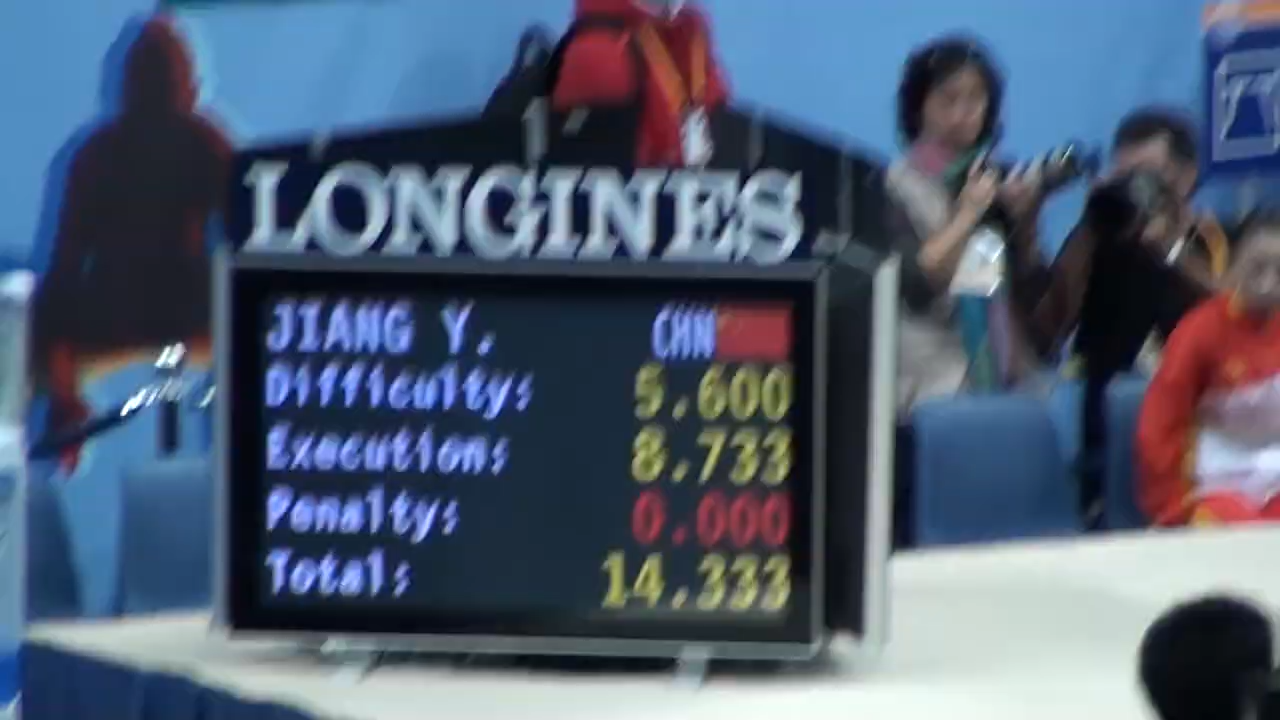 LONGINES
JIANG Y. CHN
Difficulty: 5.600
Execution: 8.733
Penalty: 0.000
Total: 14.333